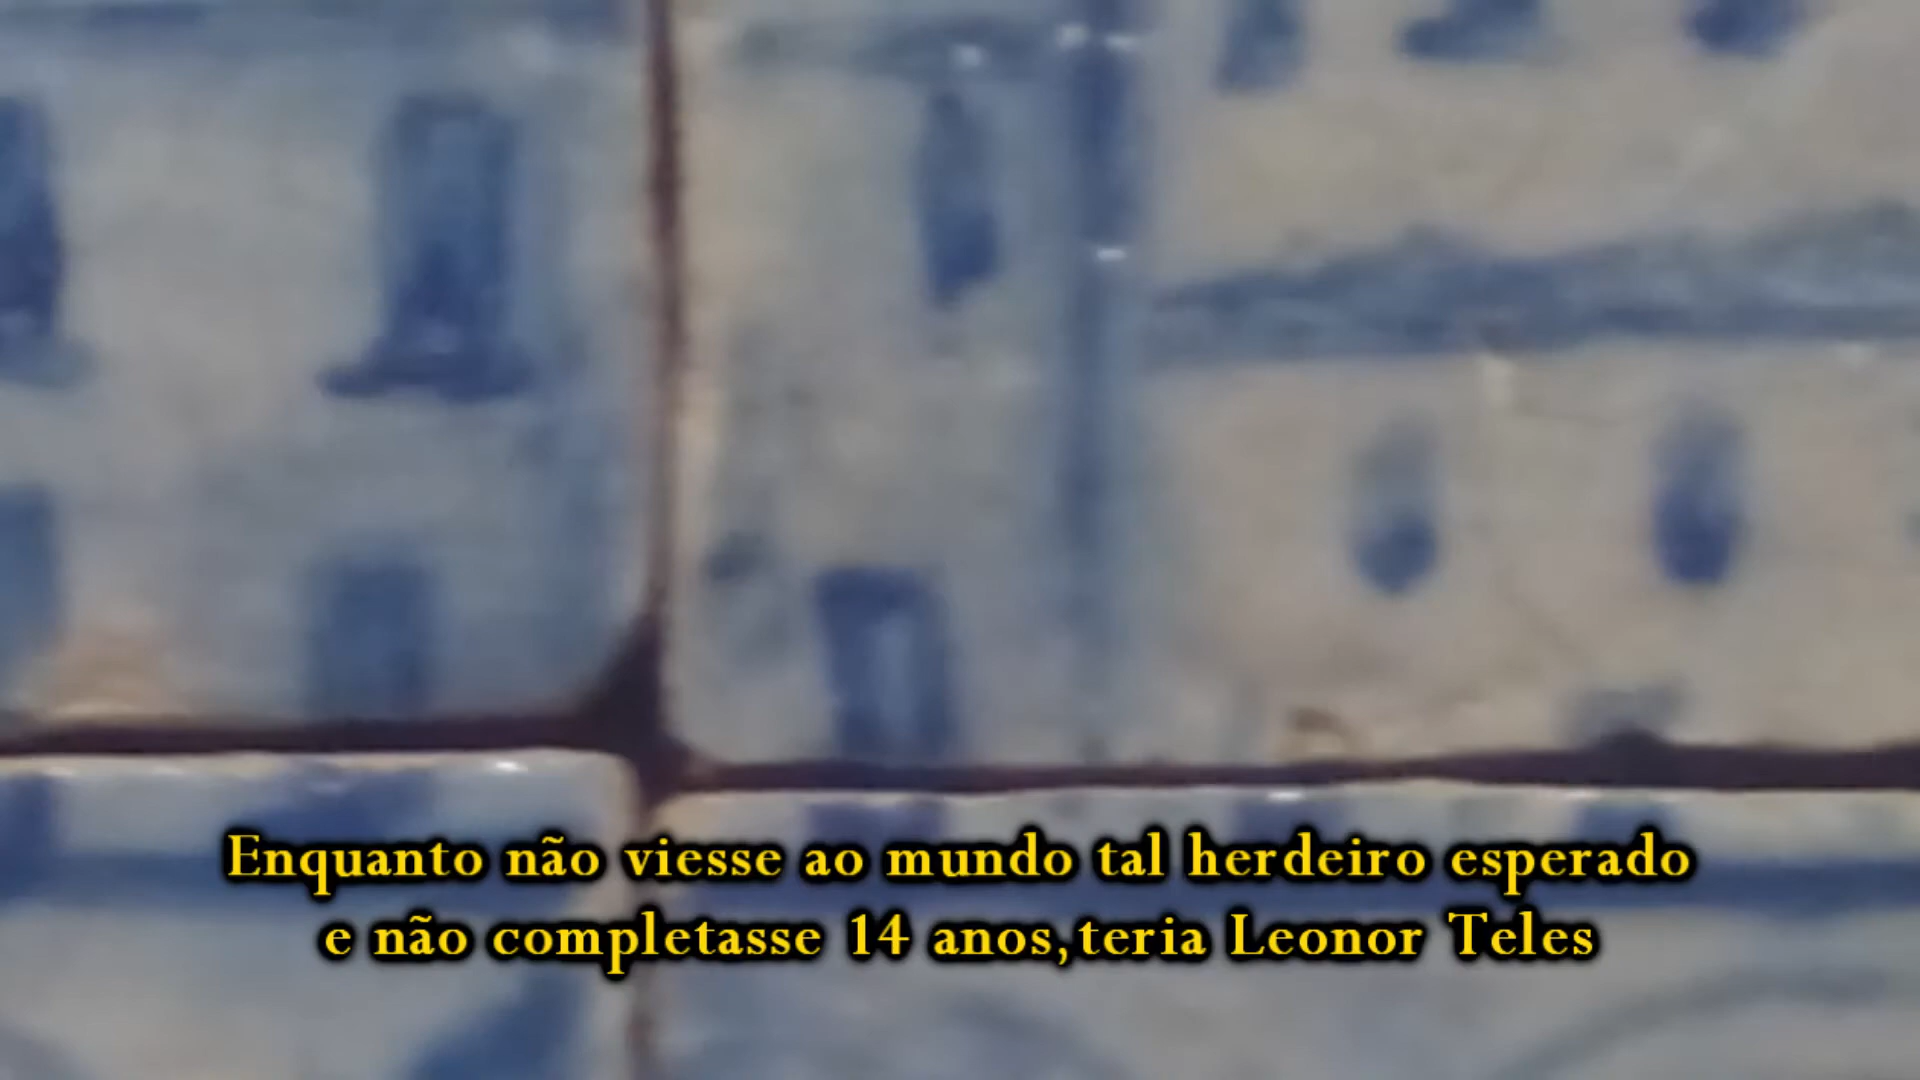 Enquanto não viesse ao mundo tal herdeiro esperado
e não completasse 14 anos,teria Leonor Teles